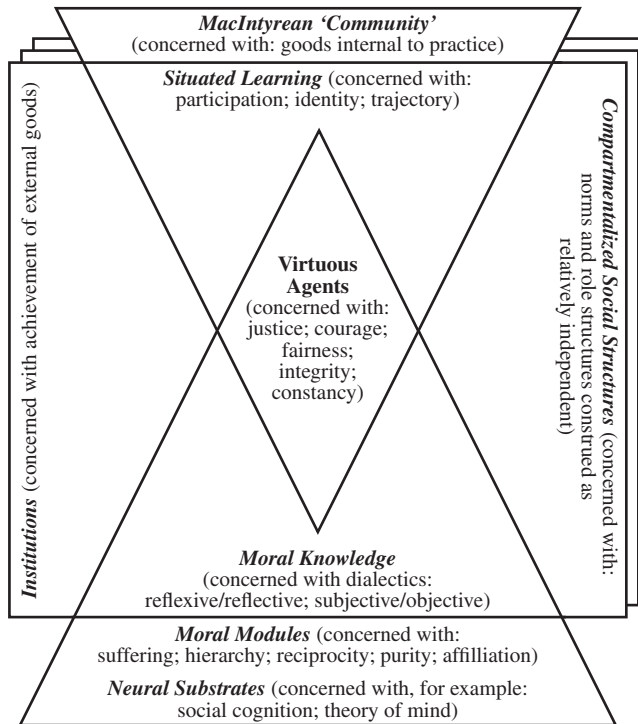 MacIntyrean ‘Community’
(concerned with: goods internal to practice)
Situated Learning (concerned with:
participation; identity; trajectory)
Institutions (concerned with achievement of external goods)
Virtuous
Agents
(concerned with:
justice; courage;
fairness;
integrity;
constancy)
Compartmentalized Social Structures (concerned with:
norms and role structures construed as
relatively independent)
Moral Knowledge
(concerned with dialectics:
reflexive/reflective; subjective/objective)
Moral Modules (concerned with:
suffering; hierarchy; reciprocity; purity; affilliation)
Neural Substrates (concerned with, for example:
social cognition; theory of mind)